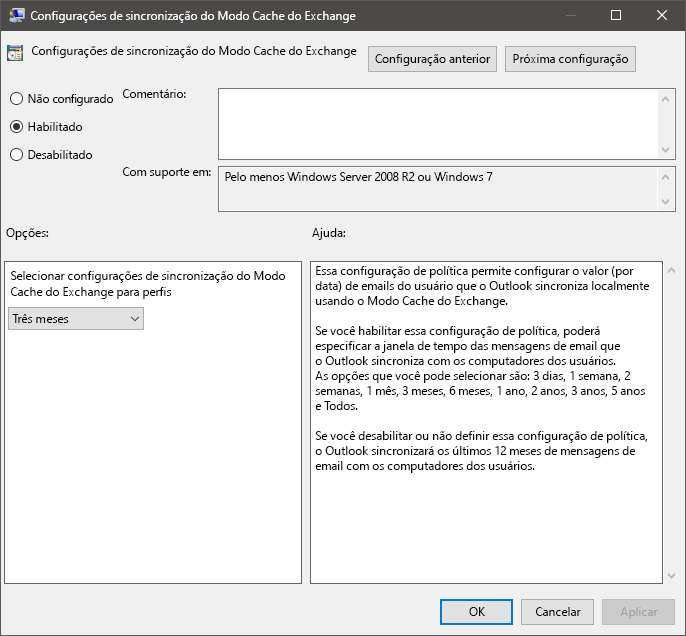 Configurações de sincronização do Modo Cache do Exchange
Configurações de sincronização do Modo Cache do Exchange
Configuração anterior
Próxima configuração
Não configurado
Habilitado
Desabilitado
Comentário:
Com suporte em:
Pelo menos Windows Server 2008 R2 ou Windows 7
Opções:
Ajuda:
Selecionar configurações de sincronização do Modo
Cache do Exchange para perfis
Três meses
Essa configuração de política permite configurar o valor (por
data) de emails do usuário que o Outlook sincroniza localmente
usando o Modo Cache do Exchange.
Se você habilitar essa configuração de política, poderá
especificar a janela de tempo das mensagens de email que
o Outlook sincroniza com os computadores dos usuários.
As opções que você pode selecionar são: 3 dias, 1 semana, 2
semanas, 1 mês, 3 meses, 6 meses, 1 ano, 2 anos, 3 anos, 5 anos
e Todos.
Se você desabilitar ou não definir essa configuração de política,
o Outlook sincronizará os últimos 12 meses de mensagens de
email com os computadores dos usuários.
OK
Cancelar
Aplicar